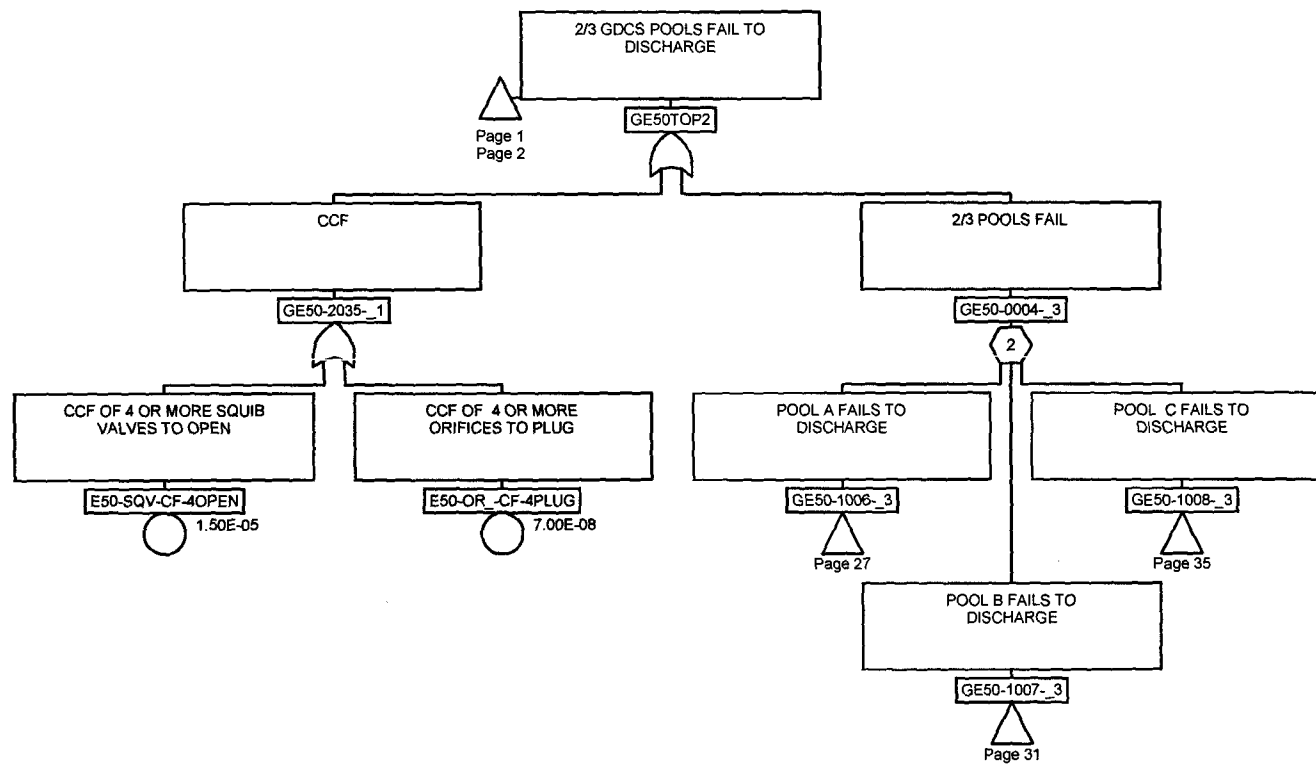 2/3 GDCS POOLS FAIL TO
DISCHARGE
GE50TOP2
Page 1
Page 2
CCF
2/3 POOLS FAIL
GE50-2035-_1
GE50-0004-_3
2
CCF OF 4 OR MORE SQUIB
VALVES TO OPEN
CCF OF 4 OR MORE
ORIFICES TO PLUG
POOL A FAILS TO
DISCHARGE
POOL C FAILS TO
DISCHARGE
E50-SQV-CF-4OPEN
1.50E-05
E50-OR_-CF-4PLUG
7.00E-08
GE50-1006-_3
Page 27
GE50-1008-_3
Page 35
POOL B FAILS TO
DISCHARGE
GE50-1007-_3
Page 31